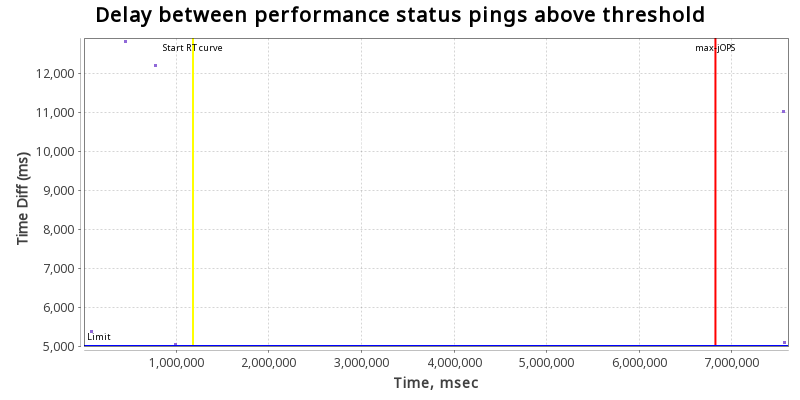 Delay between performance status pings above threshold
Start RT curve
max-jOPS
12,000
11,000
10,000
9,000
8,000
7,000
6,000
5,000
Time Diff (ms)
Limit
1,000,000 2,000,000 3,000,000 4,000,000 5,000,000 6,000,000 7,000,000
Time, msec